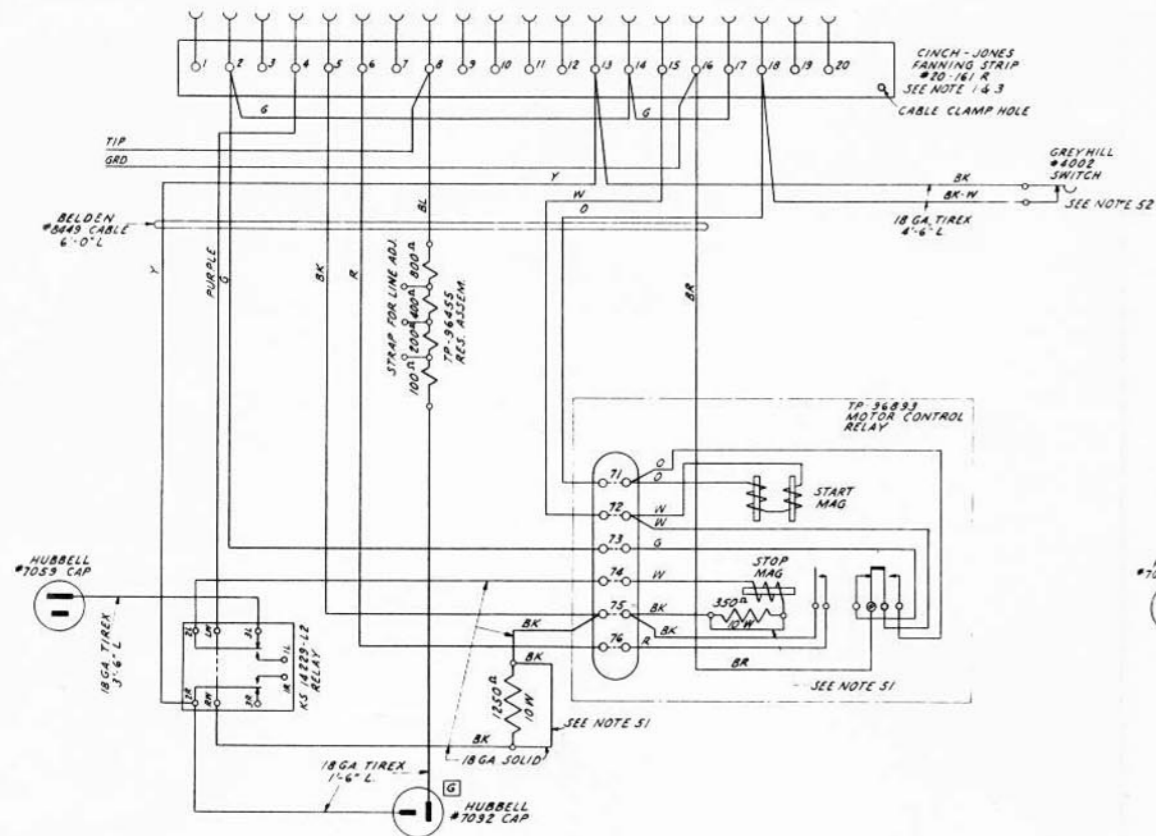 1 2 3 4 5 6 7 8 9 10 11 12 13 14 15 16 17 18 19 20
CINCH - JONES
FANNING STRIP
#20-161 R
SEE NOTE 1 & 3
CABLE CLAMP HOLE
G
G
TIP
GRD
Y
W
O
BK
BK-W
GREYHILL
#4002
SWITCH
SEE NOTE 52
18 GA. TIREX
4'-6" L
BELDEN
#8449 CABLE
6'-0" L
Y
PURPLE
G
BK
R
BL
BR
STRAP FOR LINE ADJ.
100Ω 200Ω 400Ω 800Ω
TP-96455
RES. ASSEM.
TP 96893
MOTOR CONTROL
RELAY
71
O
O
START
MAG
72
W
W
73
G
STOP
MAG
74
W
75
BK
350Ω
10 W
BK
76
R
BR
SEE NOTE 51
HUBBELL
#7059 CAP
18 GA. TIREX
3'-6" L
2L
3L
1L
1R
2R
3R
KS 14229-L2
RELAY
BK
BK
1250Ω
10 W
SEE NOTE 51
BK
18 GA. SOLID
18 GA. TIREX
1'-6" L.
G
HUBBELL
#7092 CAP